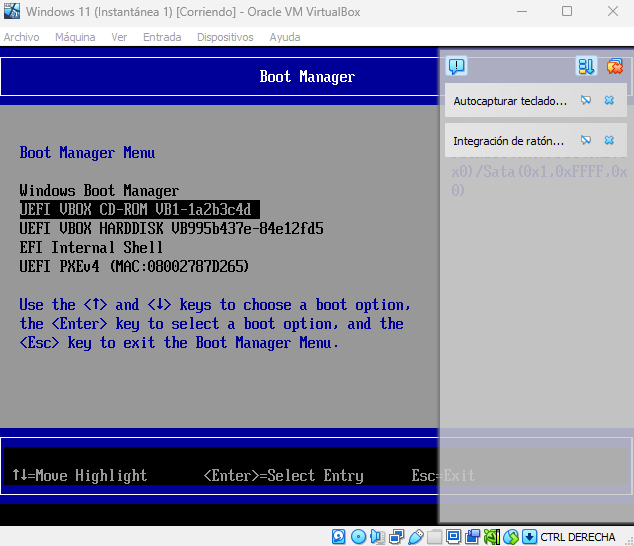 Windows 11 (Instantánea 1) [Corriendo] - Oracle VM VirtualBox
Archivo Máquina Ver Entrada Dispositivos Ayuda
Boot Manager
Autocapturar teclado...
Integración de ratón...
Boot Manager Menu
x0)/Sata(0x1,0xFFFF,0x
0)
Windows Boot Manager
UEFI VBOX CD-ROM VB1-1a2b3c4d
UEFI VBOX HARDDISK VB995b437e-84e12fd5
EFI Internal Shell
UEFI PXEv4 (MAC:08002787D265)
Use the <↑> and <↓> keys to choose a boot option,
the <Enter> key to select a boot option, and the
<Esc> key to exit the Boot Manager Menu.
↑↓=Move Highlight <Enter>=Select Entry Esc=Exit
CTRL DERECHA